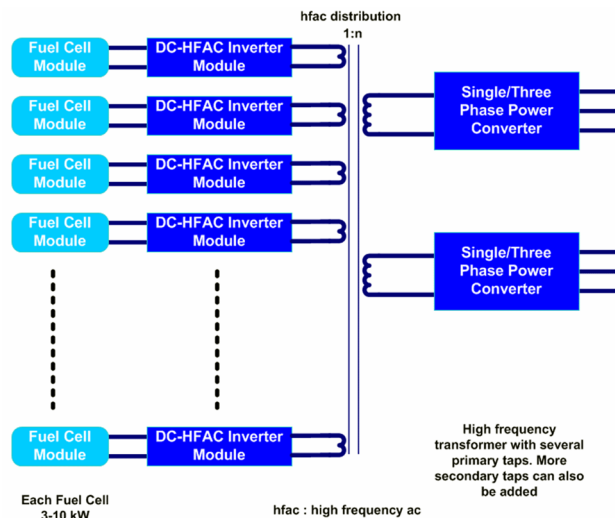 hfac distribution
1:n
Fuel Cell
Module
DC-HFAC Inverter
Module
Fuel Cell
Module
DC-HFAC Inverter
Module
Fuel Cell
Module
DC-HFAC Inverter
Module
Fuel Cell
Module
DC-HFAC Inverter
Module
Fuel Cell
Module
DC-HFAC Inverter
Module
Single/Three
Phase Power
Converter
Single/Three
Phase Power
Converter
High frequency
transformer with several
primary taps. More
secondary taps can also
be added
Each Fuel Cell
3-10 kW
hfac : high frequency ac